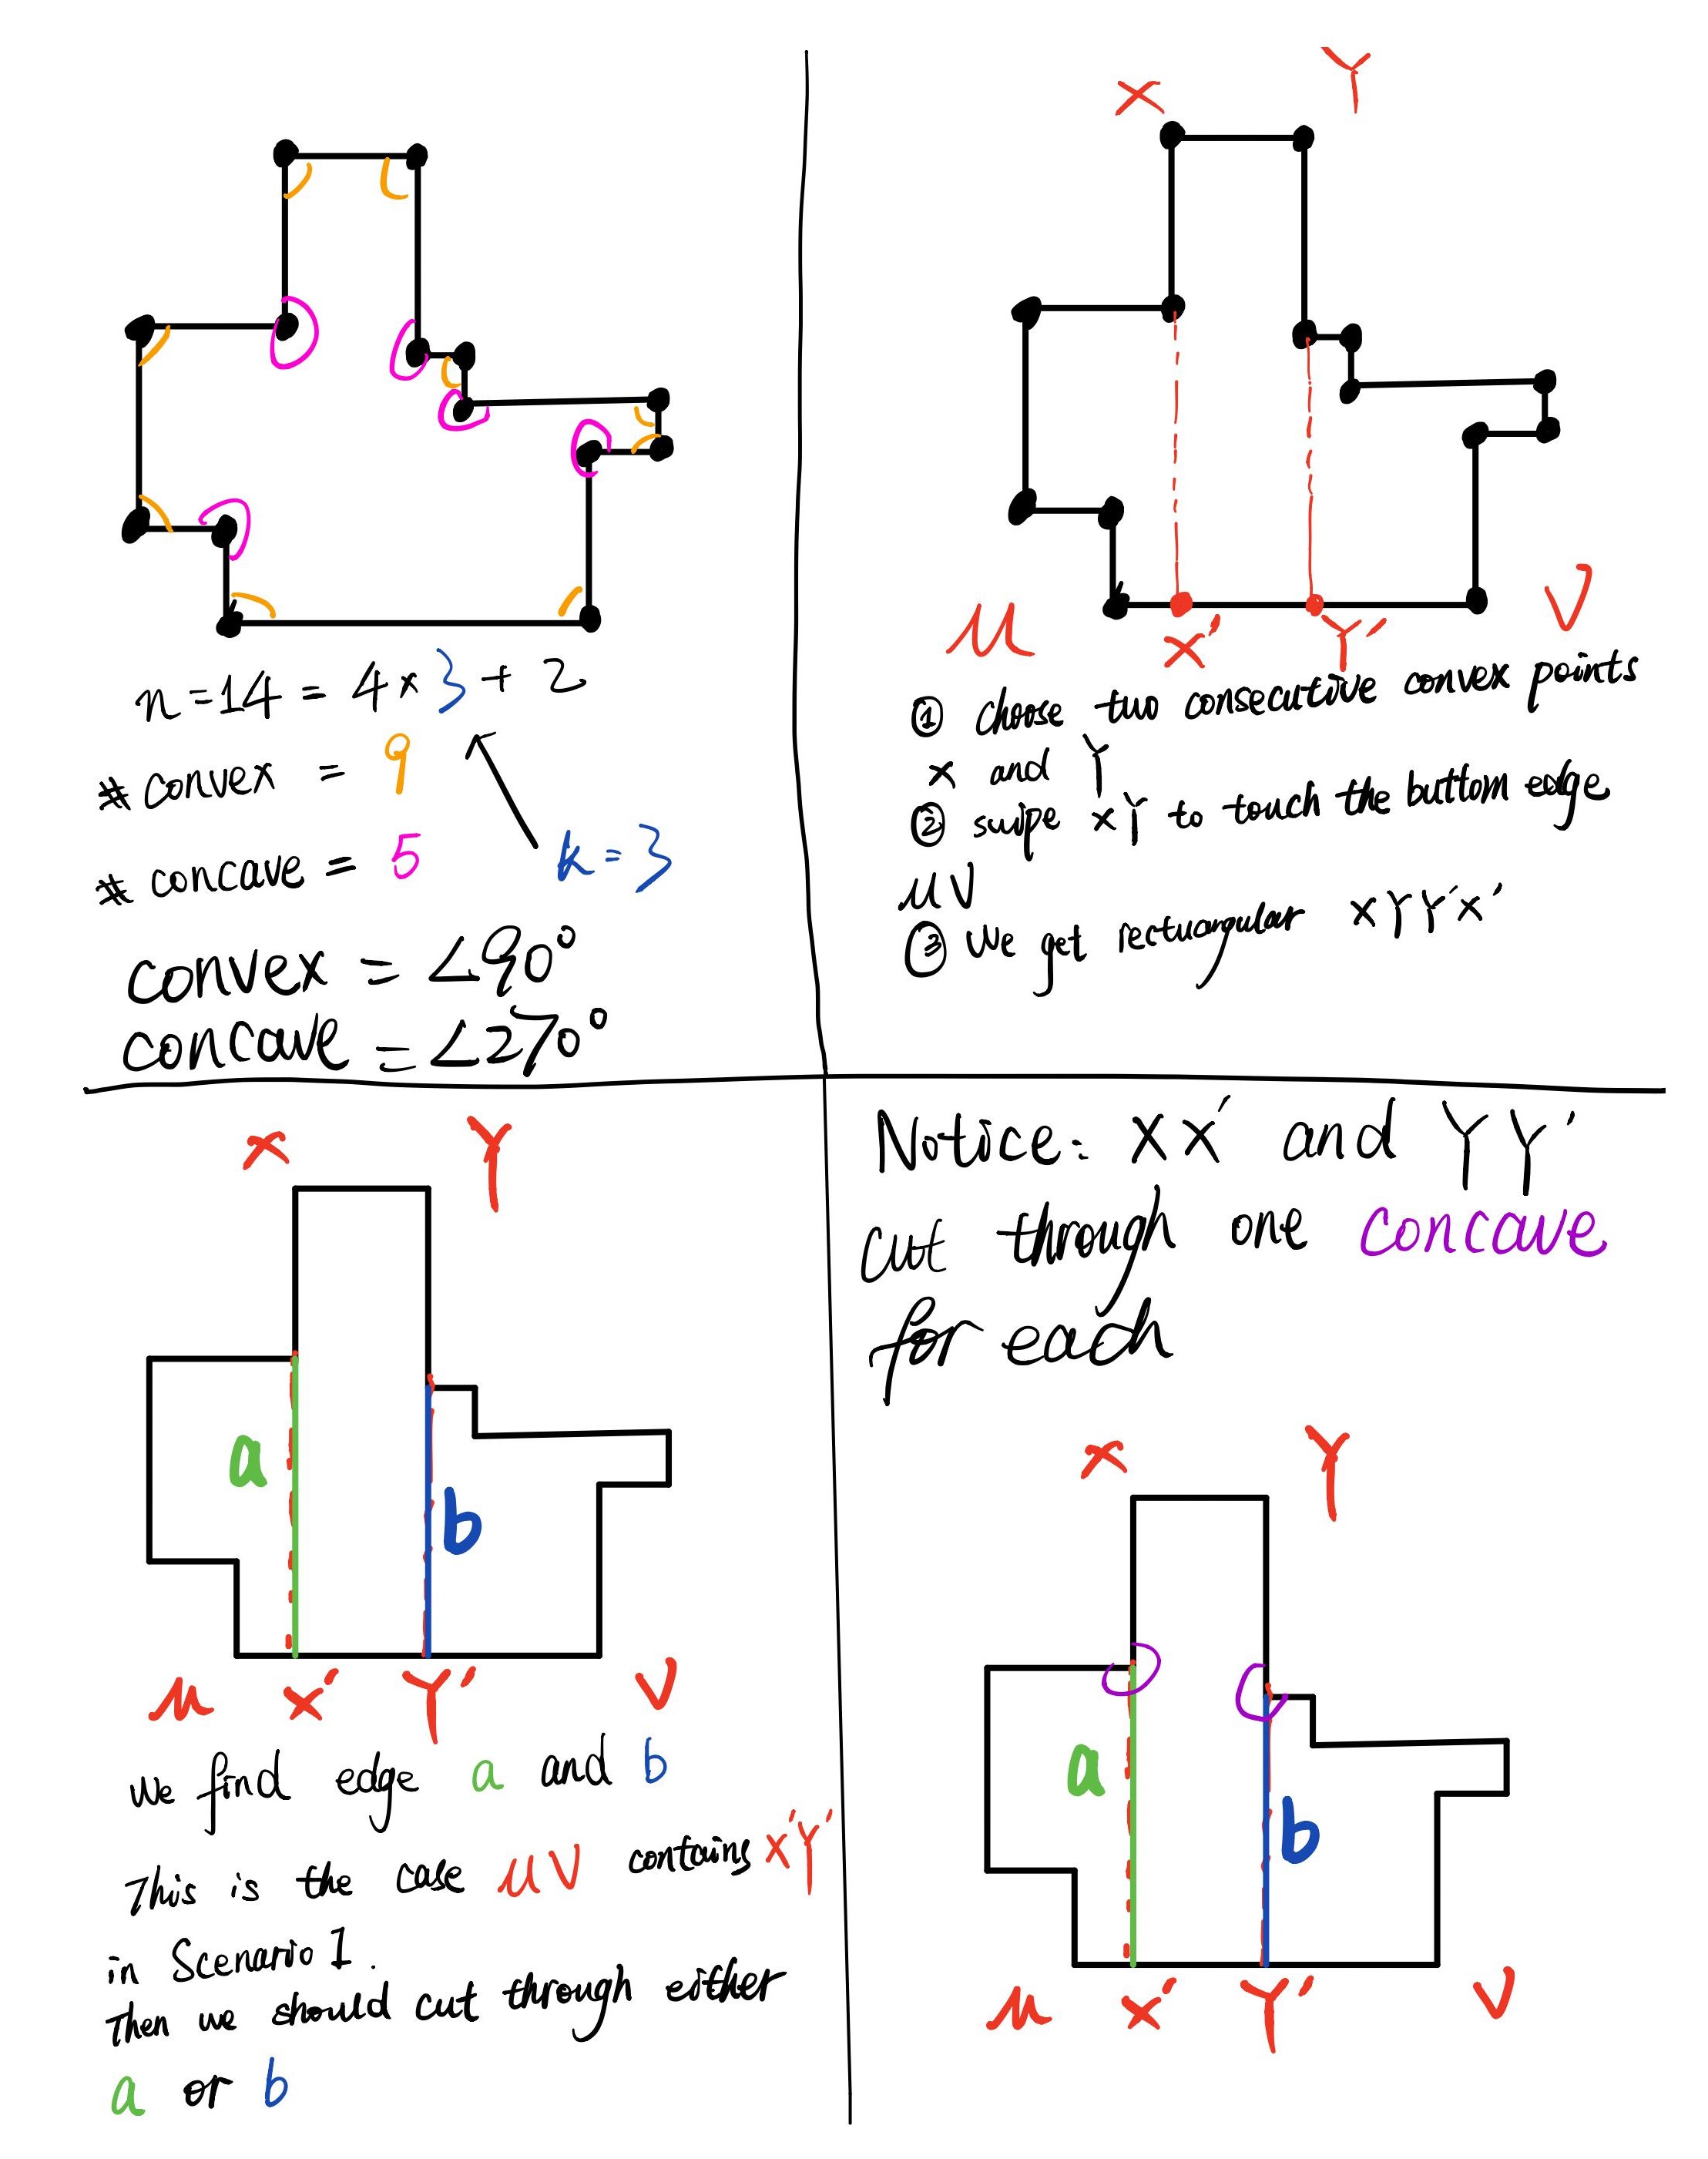 n=14 = 4×3+2
# convex = 9
# concave = 5
k=3
convex = ∠90°
concave = ∠270°
X Y
μ X' Y' V
① choose two consecutive convex points
X and Y
② swipe XY to touch the buttom edge
μV
③ We get rectuangular XYY'X'
X Y
a
b
μ X' Y' V
We find edge a and b
This is the case μV contains X'Y'
in Scenario 1.
Then we should cut through either
a or b
Notice: XX' and YY'
cut through one concave
for each
X Y
a
b
μ X' Y' V